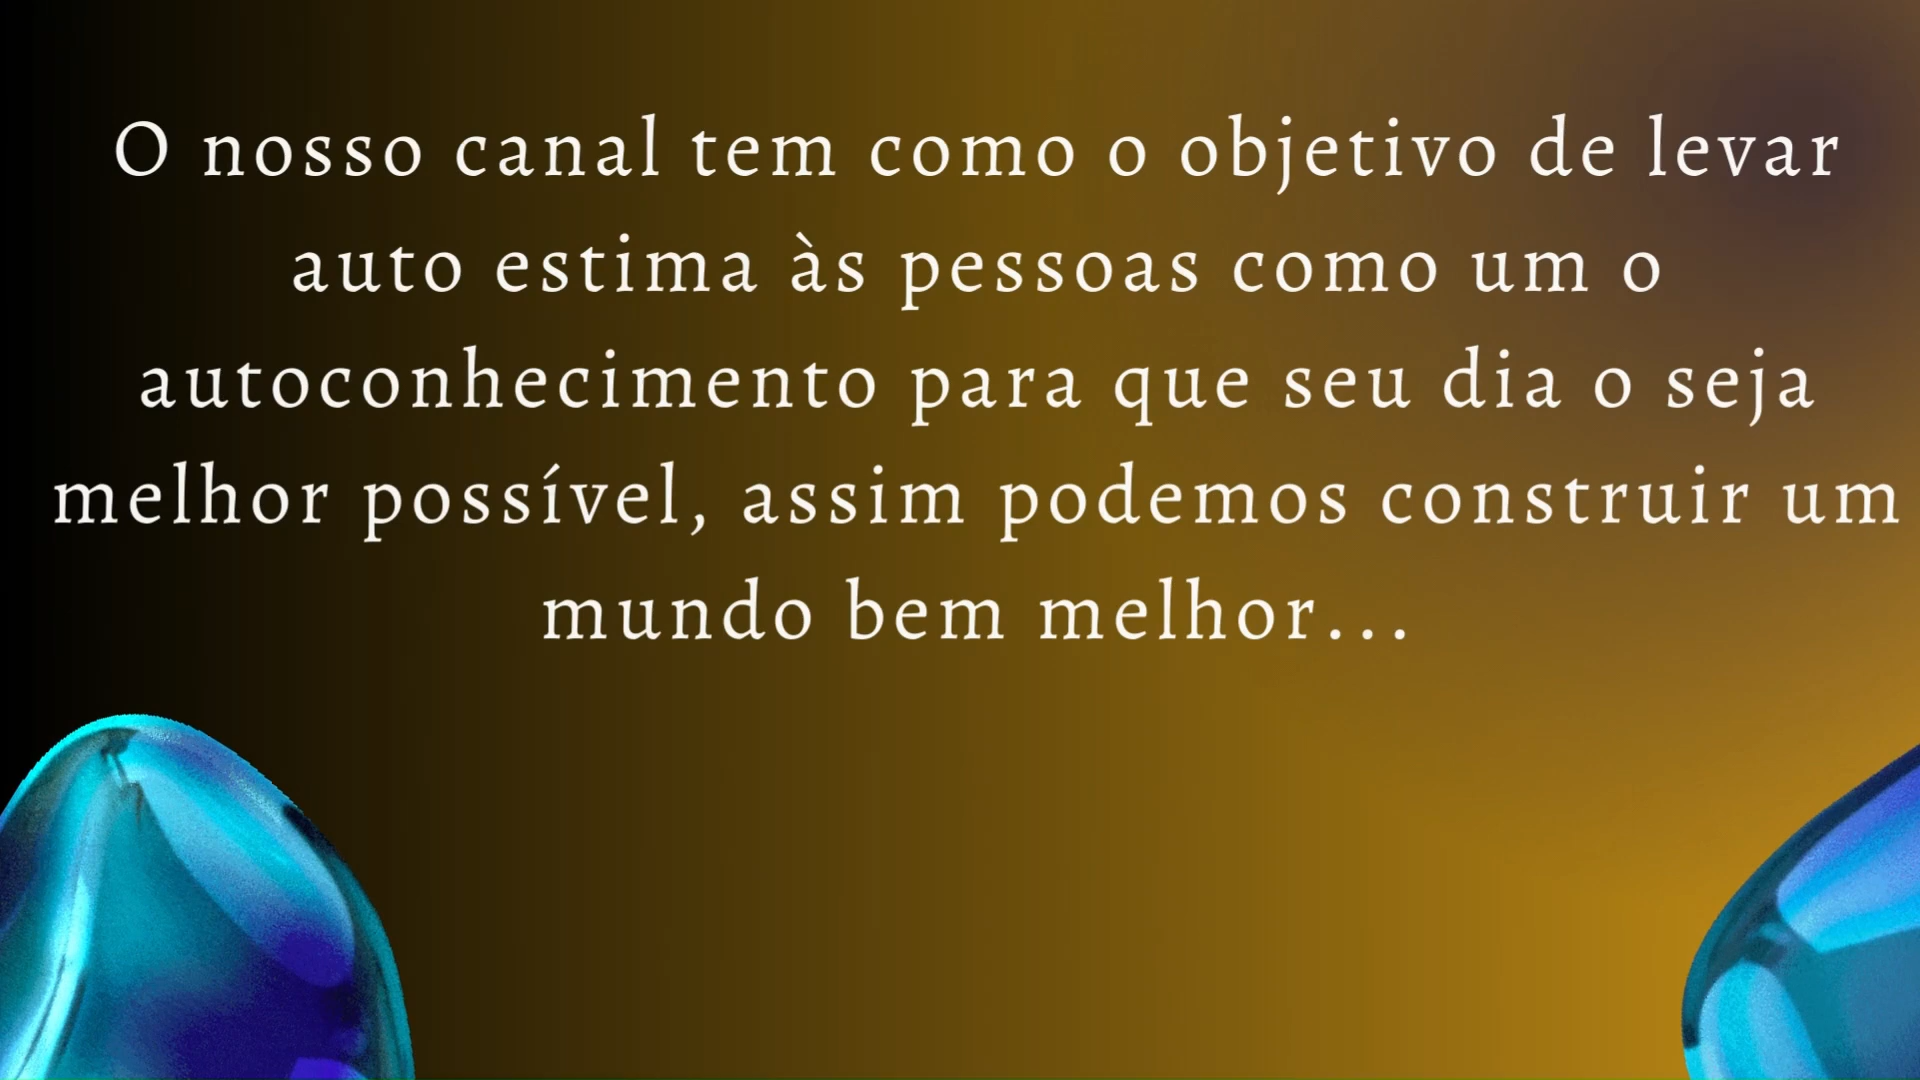 O nosso canal tem como o objetivo de levar
auto estima às pessoas como um o
autoconhecimento para que seu dia o seja
melhor possível, assim podemos construir um
mundo bem melhor...